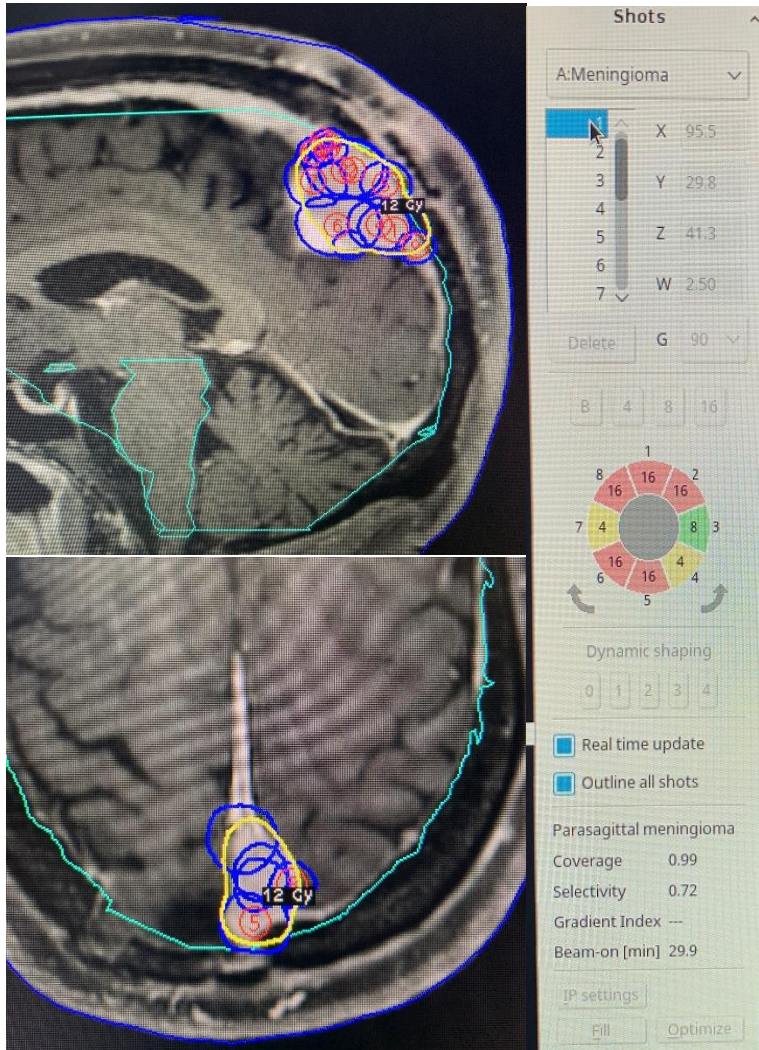 Shots
A:Meningioma
1
2
3
4
5
6
7
X 95.5
Y 29.8
Z 41.3
W 2.50
Delete
G 90
B 4 8 16
1
8 2
16 16 16
7 4 8 3
16 16 4
6 4
5
Dynamic shaping
0 1 2 3 4
Real time update
Outline all shots
Parasagittal meningioma
Coverage 0.99
Selectivity 0.72
Gradient Index ---
Beam-on [min] 29.9
IP settings
Fill Optimize
12 Gy
6
12 Gy
5